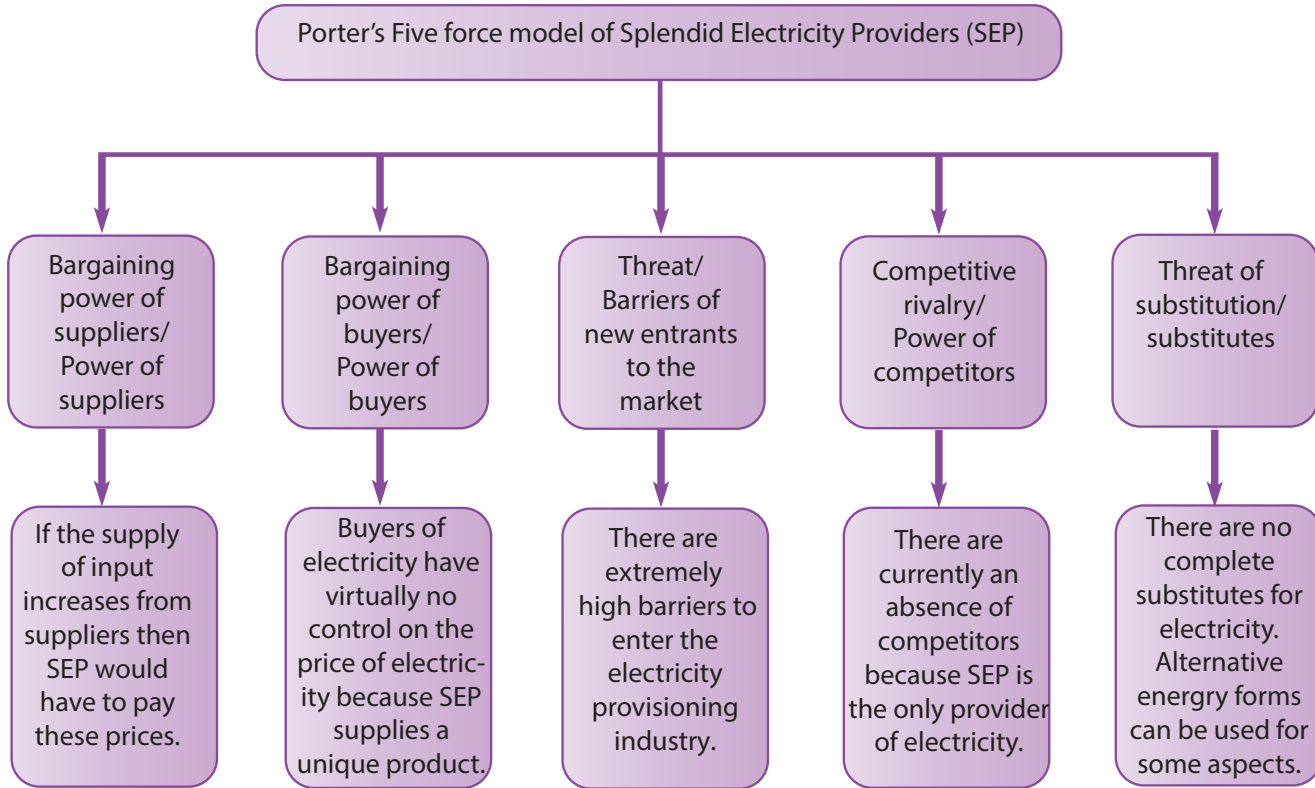 Porter's Five force model of Splendid Electricity Providers (SEP)
Bargaining
power of
suppliers/
Power of
suppliers
Bargaining
power of
buyers/
Power of
buyers
Threat/
Barriers of
new entrants
to the
market
Competitive
rivalry/
Power of
competitors
Threat of
substitution/
substitutes
If the supply
of input
increases from
suppliers then
SEP would
have to pay
these prices.
Buyers of
electricity have
virtually no
control on the
price of electric-
ity because SEP
supplies a
unique product.
There are
extremely
high barriers to
enter the
electricity
provisioning
industry.
There are
currently an
absence of
competitors
because SEP is
the only provider
of electricity.
There are no
complete
substitutes for
electricity.
Alternative
energry forms
can be used for
some aspects.